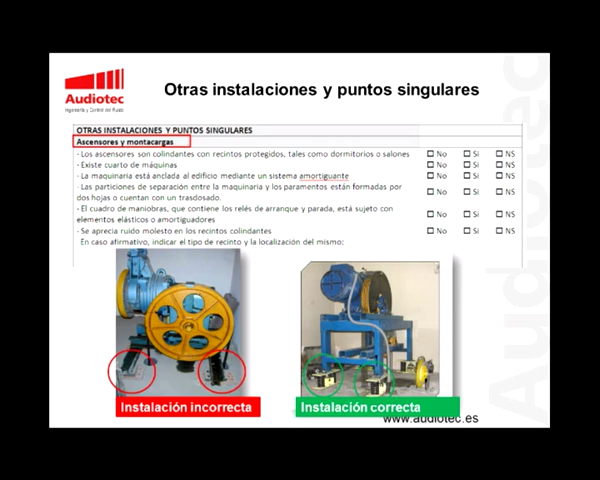 Audiotec
Ingeniería y Control del Ruido
Otras instalaciones y puntos singulares
OTRAS INSTALACIONES Y PUNTOS SINGULARES
Ascensores y montacargas
- Los ascensores son colindantes con recintos protegidos, tales como dormitorios o salones ☐ No ☐ Sí ☐ NS
- Existe cuarto de máquinas ☐ No ☐ Sí ☐ NS
- La maquinaria está anclada al edificio mediante un sistema amortiguante ☐ No ☐ Sí ☐ NS
- Las particiones de separación entre la maquinaria y los paramentos están formadas por
dos hojas o cuentan con un trasdosado. ☐ No ☐ Sí ☐ NS
- El cuadro de maniobras, que contiene los relés de arranque y parada, está sujeto con
elementos elásticos o amortiguadores ☐ No ☐ Sí ☐ NS
- Se aprecia ruido molesto en los recintos colindantes ☐ No ☐ Sí ☐ NS
En caso afirmativo, indicar el tipo de recinto y la localización del mismo:
Instalación incorrecta
Instalación correcta
www.audiotec.es
Audiotec